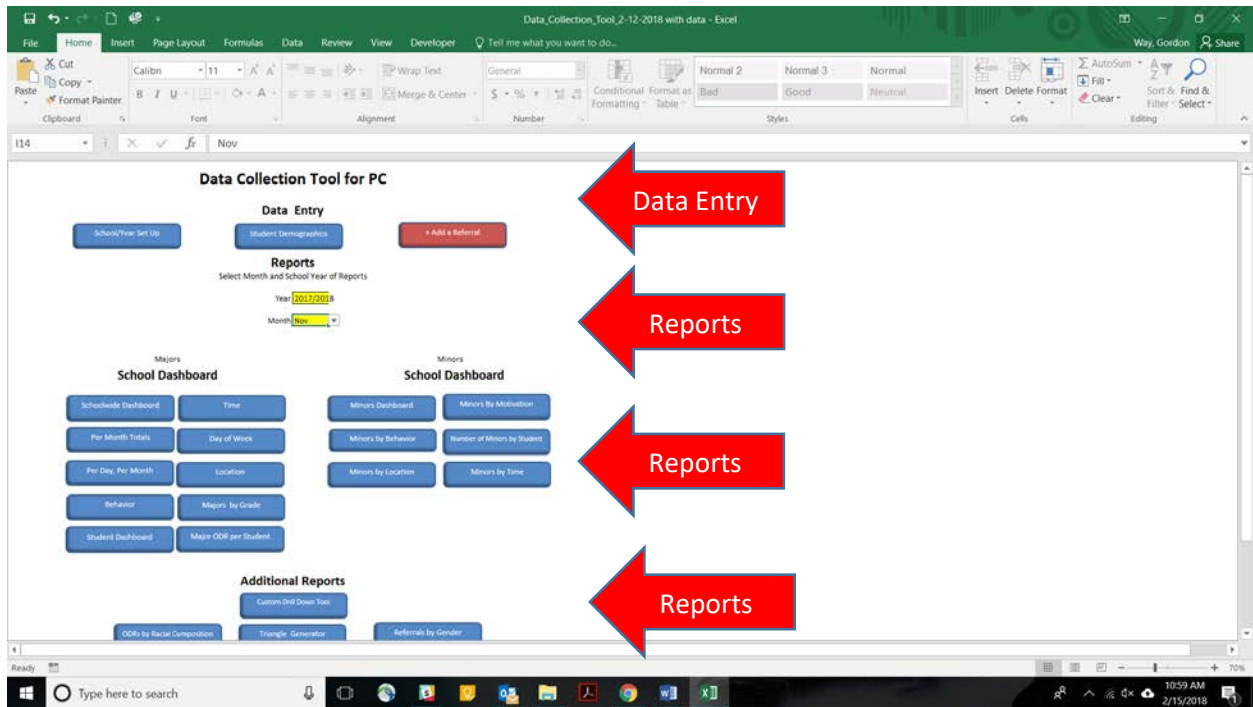 Data_Collection_Tool_2-12-2018 with data - Excel
File Home Insert Page Layout Formulas Data Review View Developer Tell me what you want to do... Way, Gordon Share
Paste Cut Copy Format Painter Clipboard
Calibri 11 A A B I U A Font
Wrap Text Merge & Center Alignment
General $ % , Number
Conditional Formatting Format as Table
Normal 2 Normal 3 Normal
Bad Good Neutral
Styles
Insert Delete Format Cells
AutoSum Fill Clear Sort & Filter Find & Select Editing
I14 fx Nov
Data Collection Tool for PC
Data Entry
School/Year Set Up Student Demographics + Add a Referral
Data Entry
Reports
Select Month and School Year of Reports
Year 2017/2018
Month Nov
Reports
Majors Minors
School Dashboard School Dashboard
Schoolwide Dashboard Time Minors Dashboard Minors By Motivation
Per Month Totals Day of Week Minors by Behavior Number of Minors by Student
Per Day, Per Month Location Minors by Location Minors by Time
Reports
Behavior Majors by Grade
Student Dashboard Major ODR per Student
Additional Reports
Custom Drill Down Tool
Reports
ODRs by Racial Composition Triangle Generator Referrals by Gender
Ready 70%
Type here to search 10:59 AM
2/15/2018